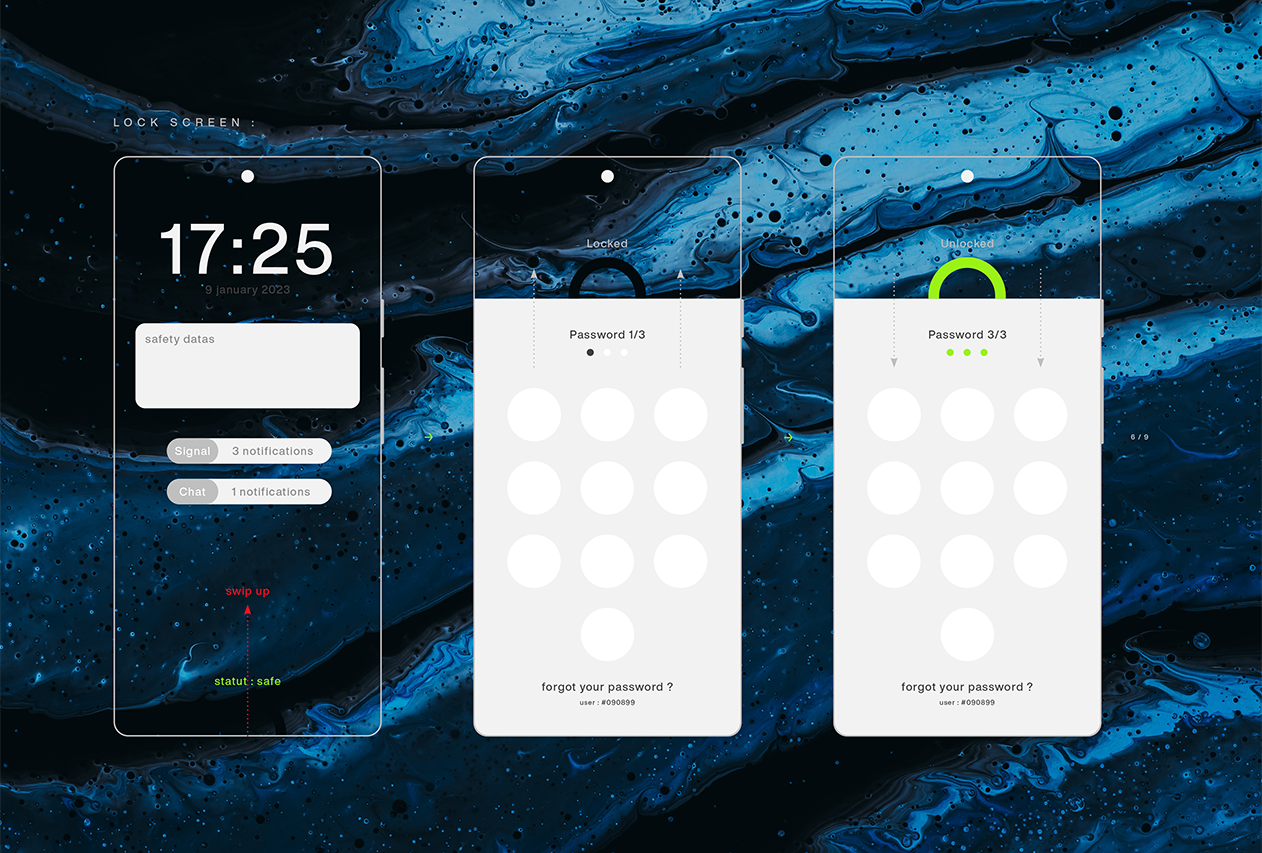 LOCK SCREEN :
17:25
9 january 2023
safety datas
Signal 3 notifications
Chat 1 notifications
swip up
statut : safe
Locked
Password 1/3
forgot your password ?
user : #090899
Unlocked
Password 3/3
forgot your password ?
user : #090899
6 / 9